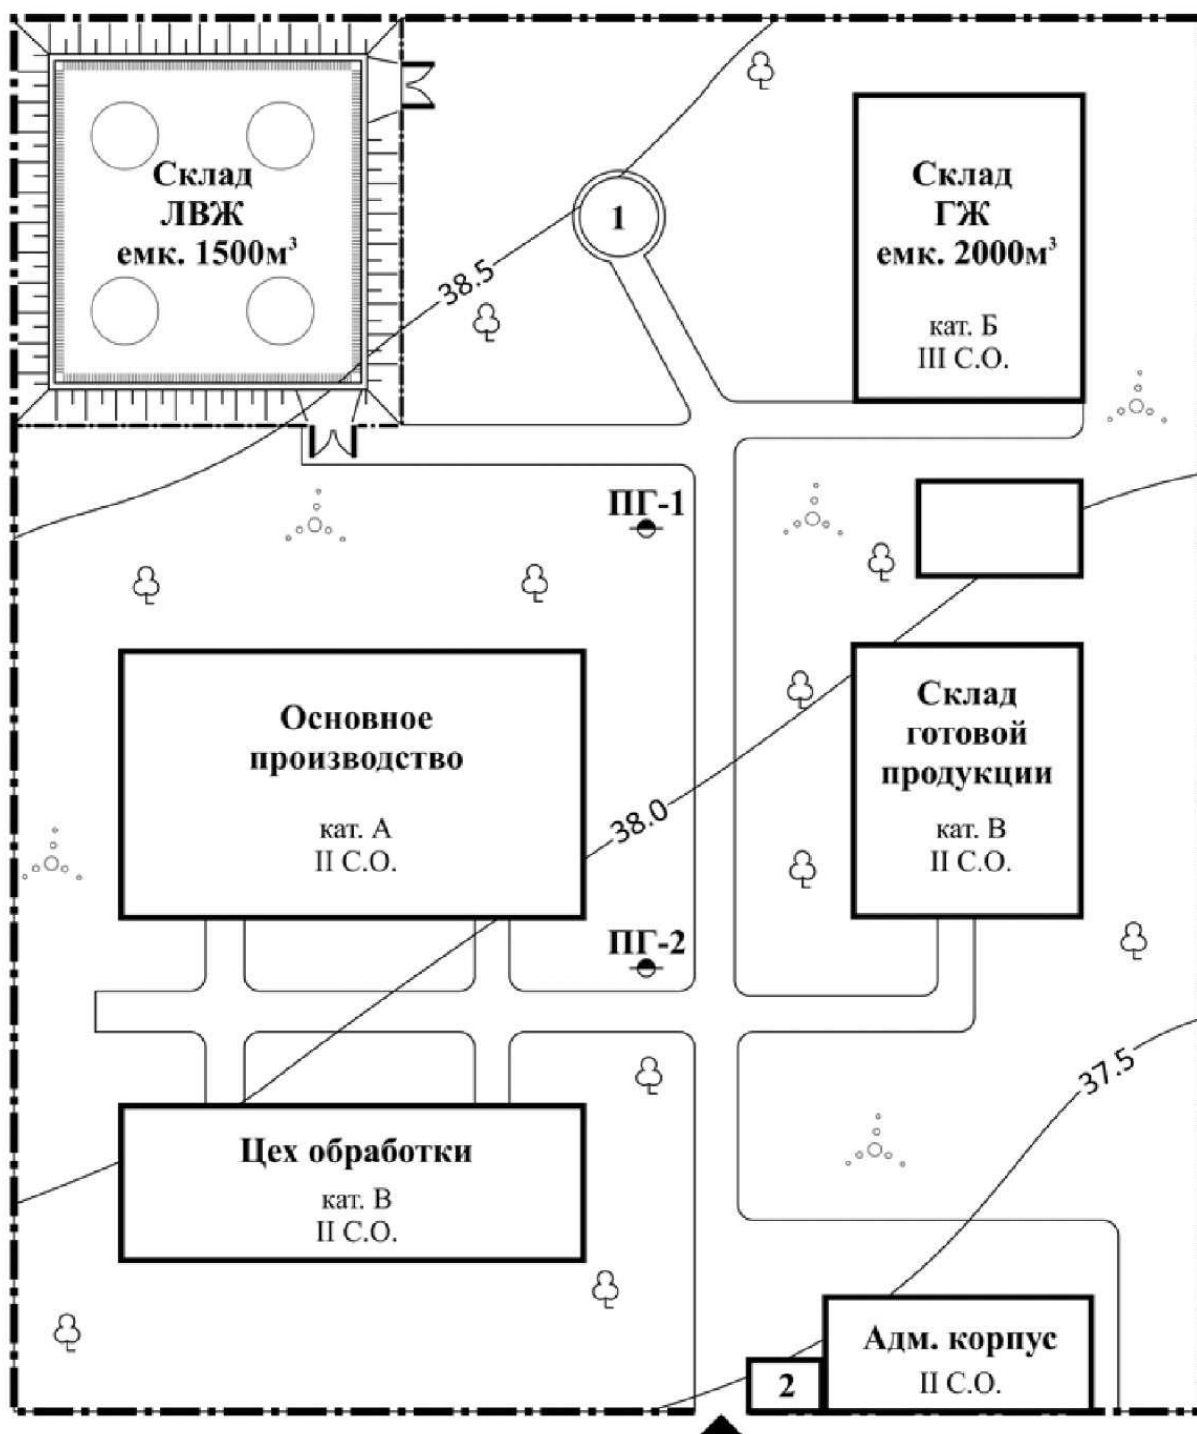 Склад
ЛВЖ
емк. 1500м³
1
Склад
ГЖ
емк. 2000м³
кат. Б
III С.О.
38.5
ПГ-1
Основное
производство
кат. А
II С.О.
Склад
готовой
продукции
кат. В
II С.О.
38.0
ПГ-2
37.5
Цех обработки
кат. В
II С.О.
Адм. корпус
II С.О.
2